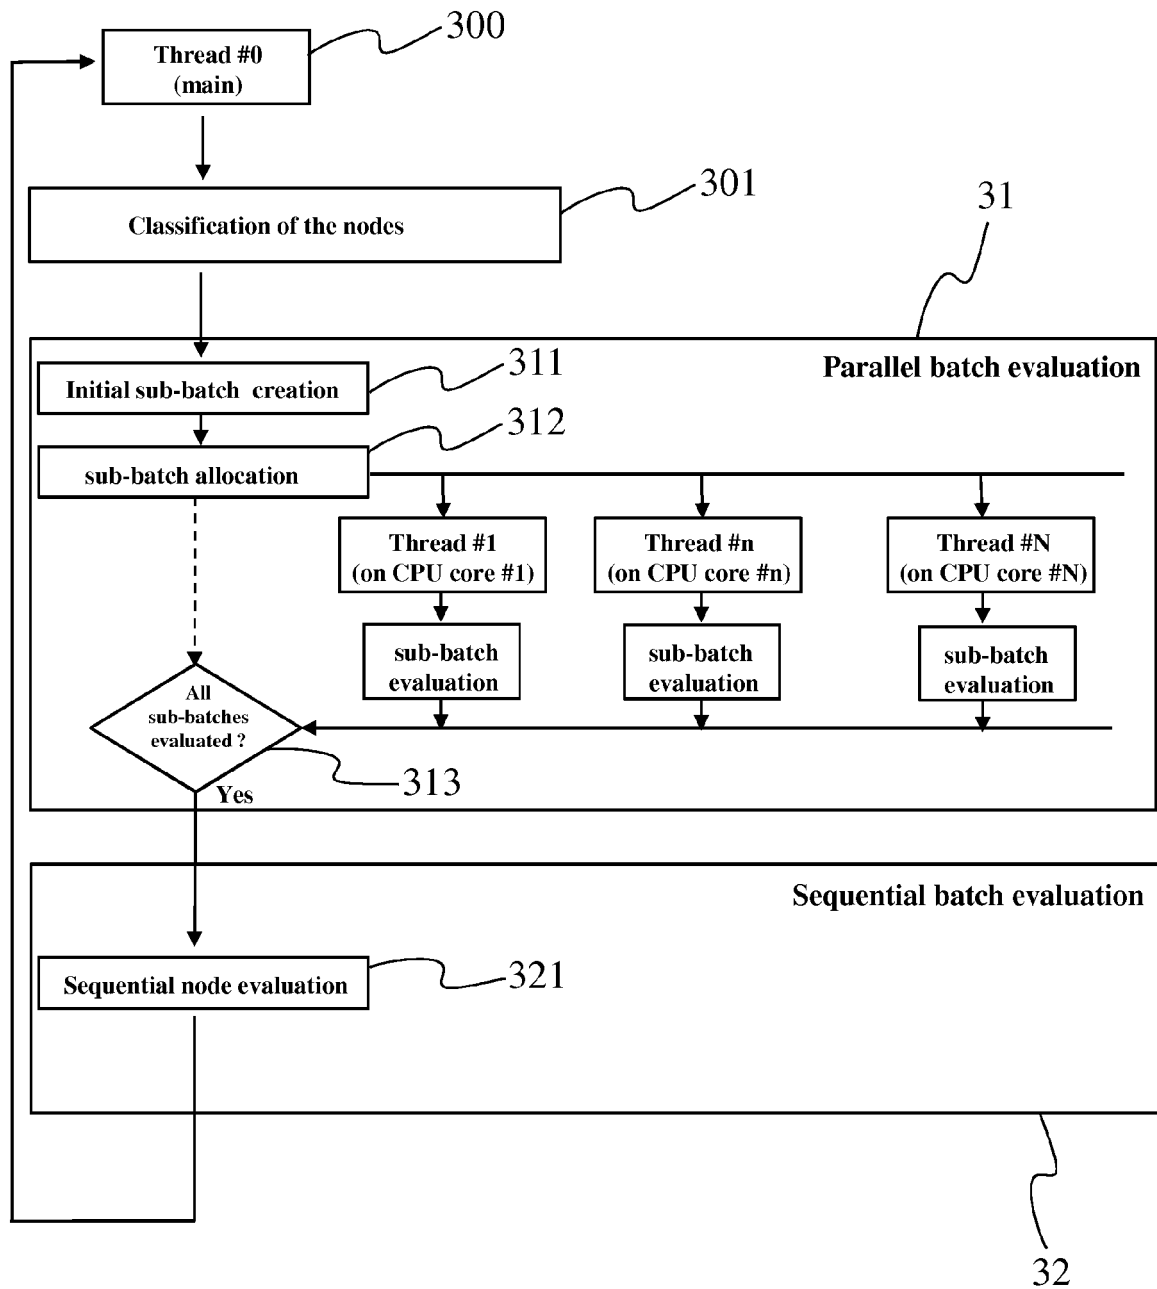 300
Thread #0
(main)
301
Classification of the nodes
31
Parallel batch evaluation
311
Initial sub-batch creation
312
sub-batch allocation
Thread #1
(on CPU core #1)
Thread #n
(on CPU core #n)
Thread #N
(on CPU core #N)
sub-batch
evaluation
sub-batch
evaluation
sub-batch
evaluation
All
sub-batches
evaluated ?
313
Yes
Sequential batch evaluation
321
Sequential node evaluation
32